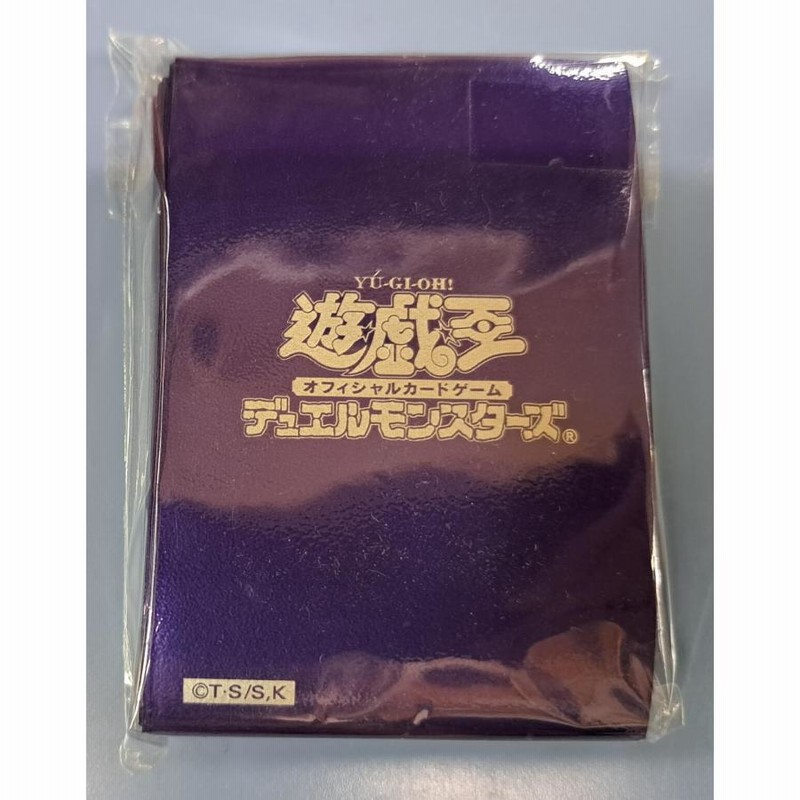 YU-GI-OH!
遊☆戯☆王
オフィシャルカードゲーム
デュエルモンスターズ®
©T·S/S,K